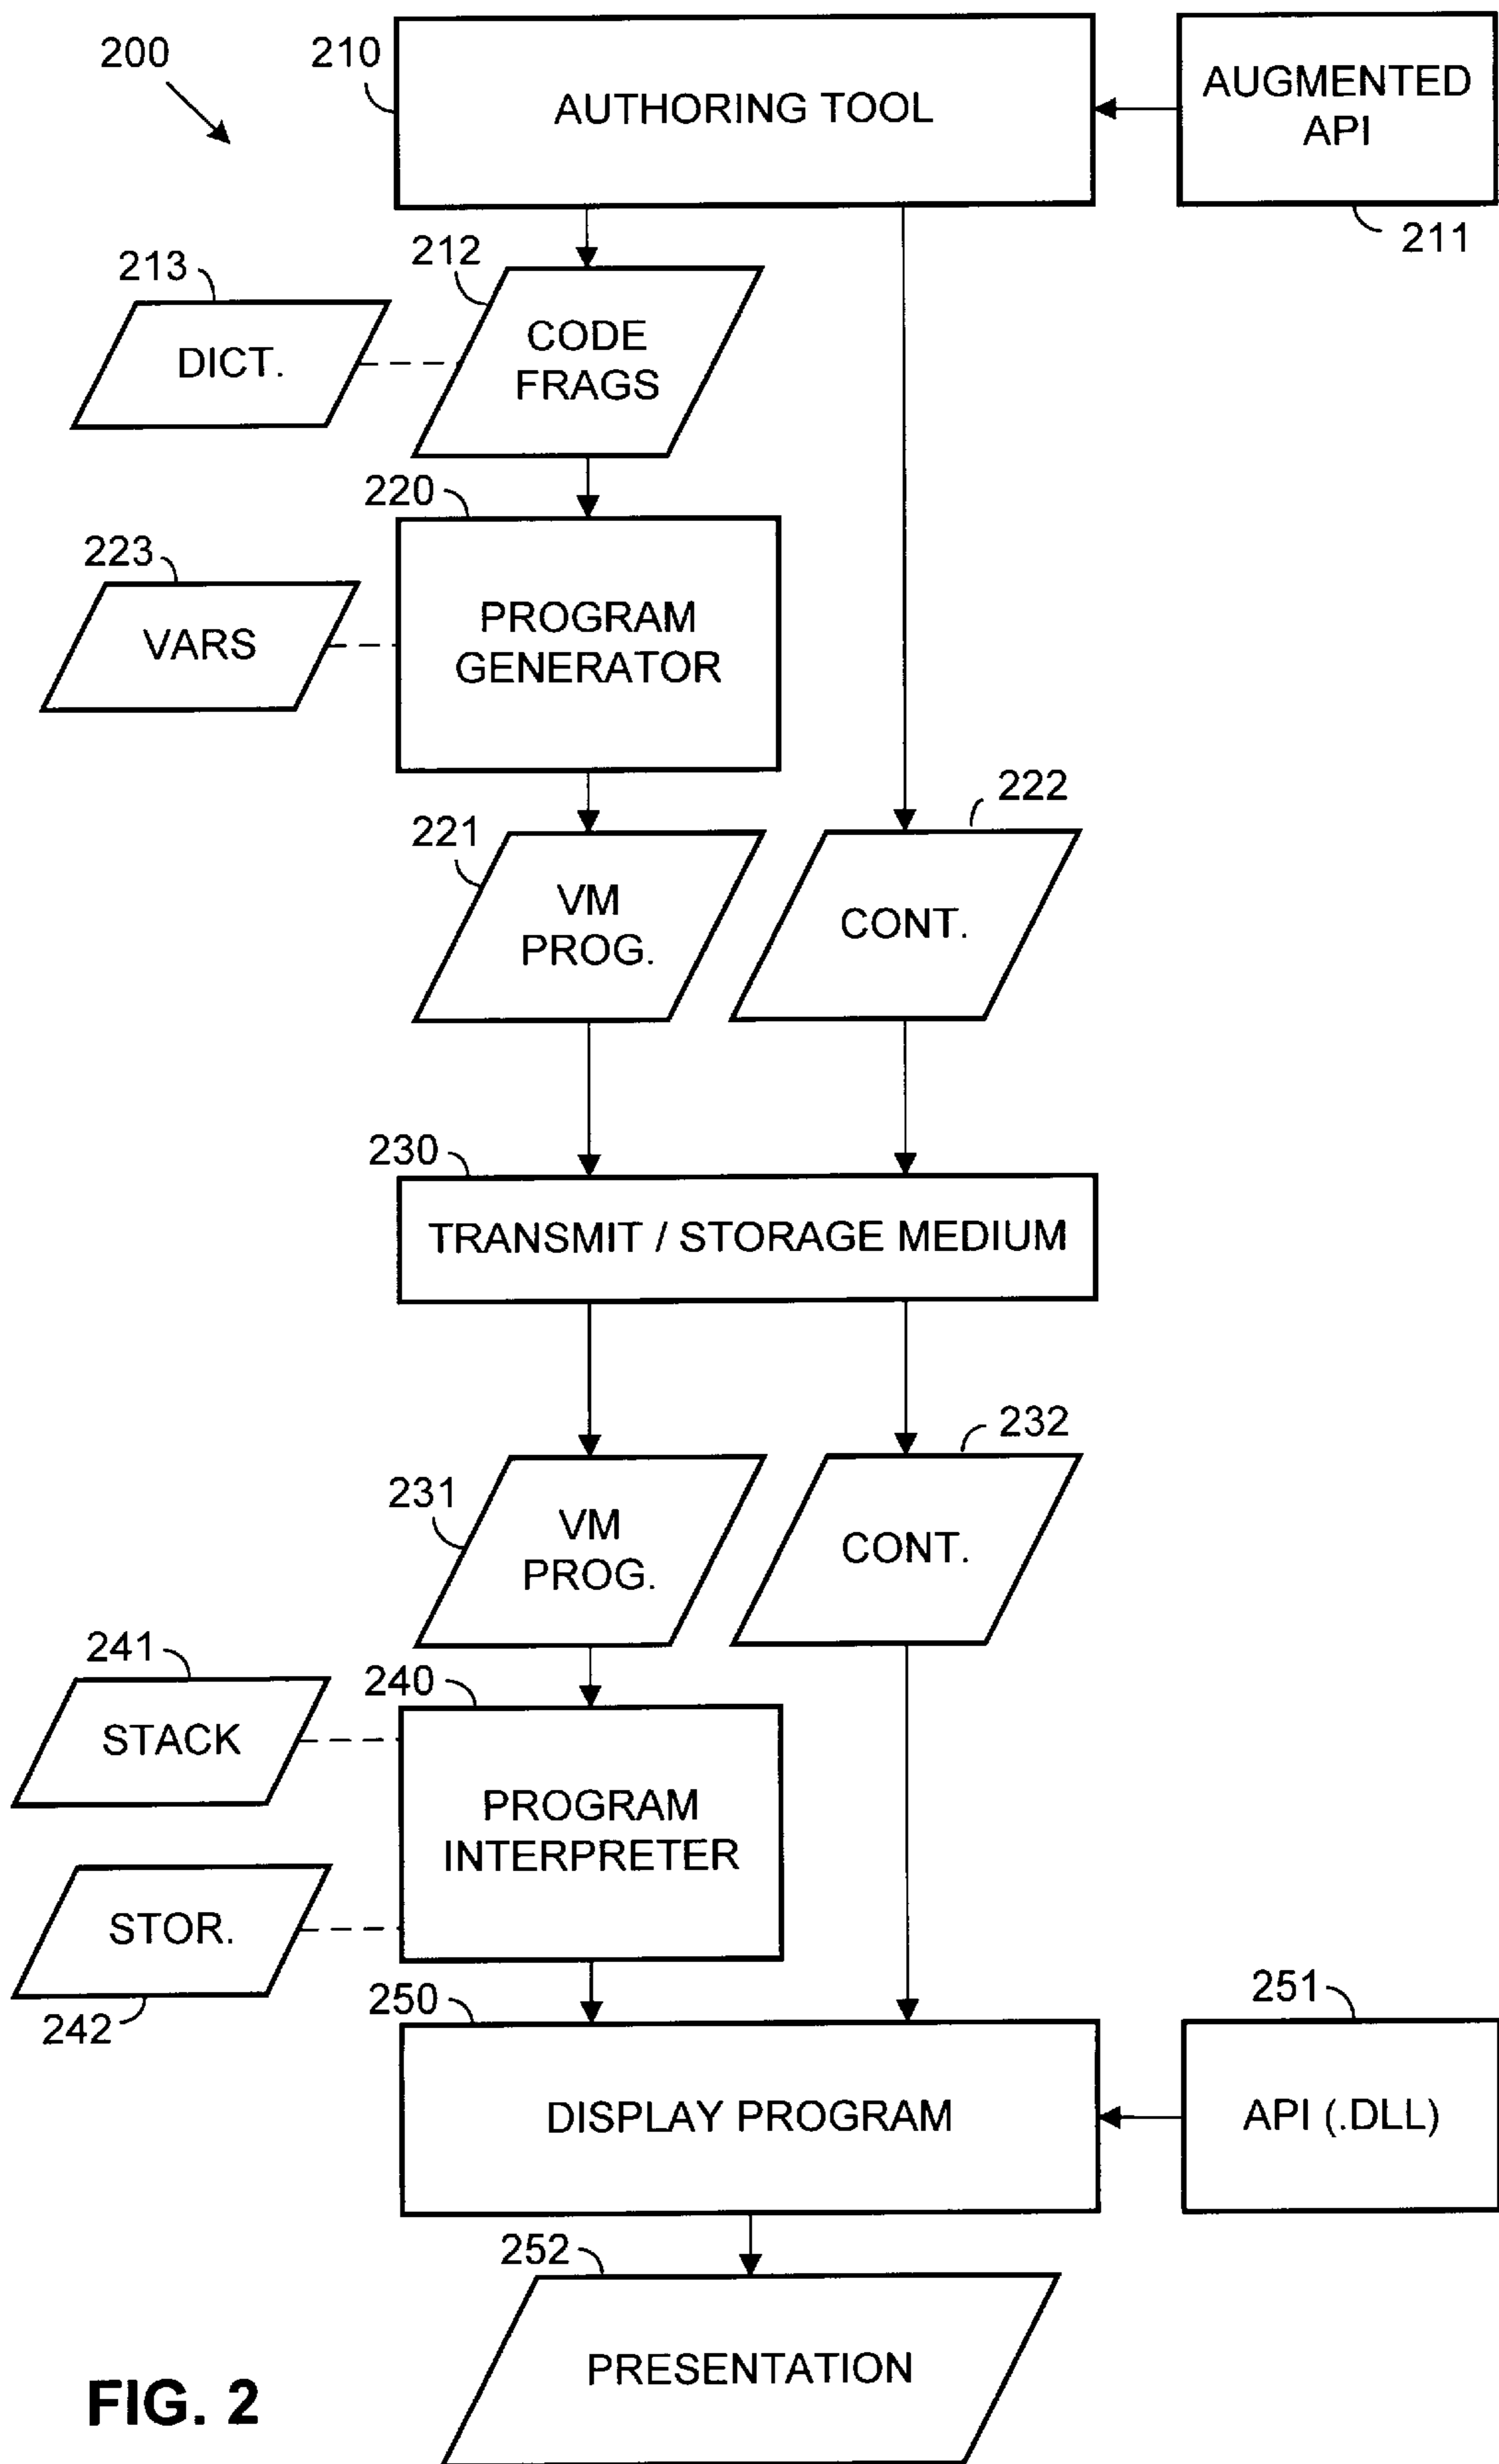 200
210
AUTHORING TOOL
AUGMENTED
API
211
213
212
DICT.
CODE
FRAGS
220
223
VARS
PROGRAM
GENERATOR
222
221
VM
PROG.
CONT.
230
TRANSMIT / STORAGE MEDIUM
232
231
VM
PROG.
CONT.
241
240
STACK
PROGRAM
INTERPRETER
STOR.
242
250
251
DISPLAY PROGRAM
API (.DLL)
252
PRESENTATION
FIG. 2